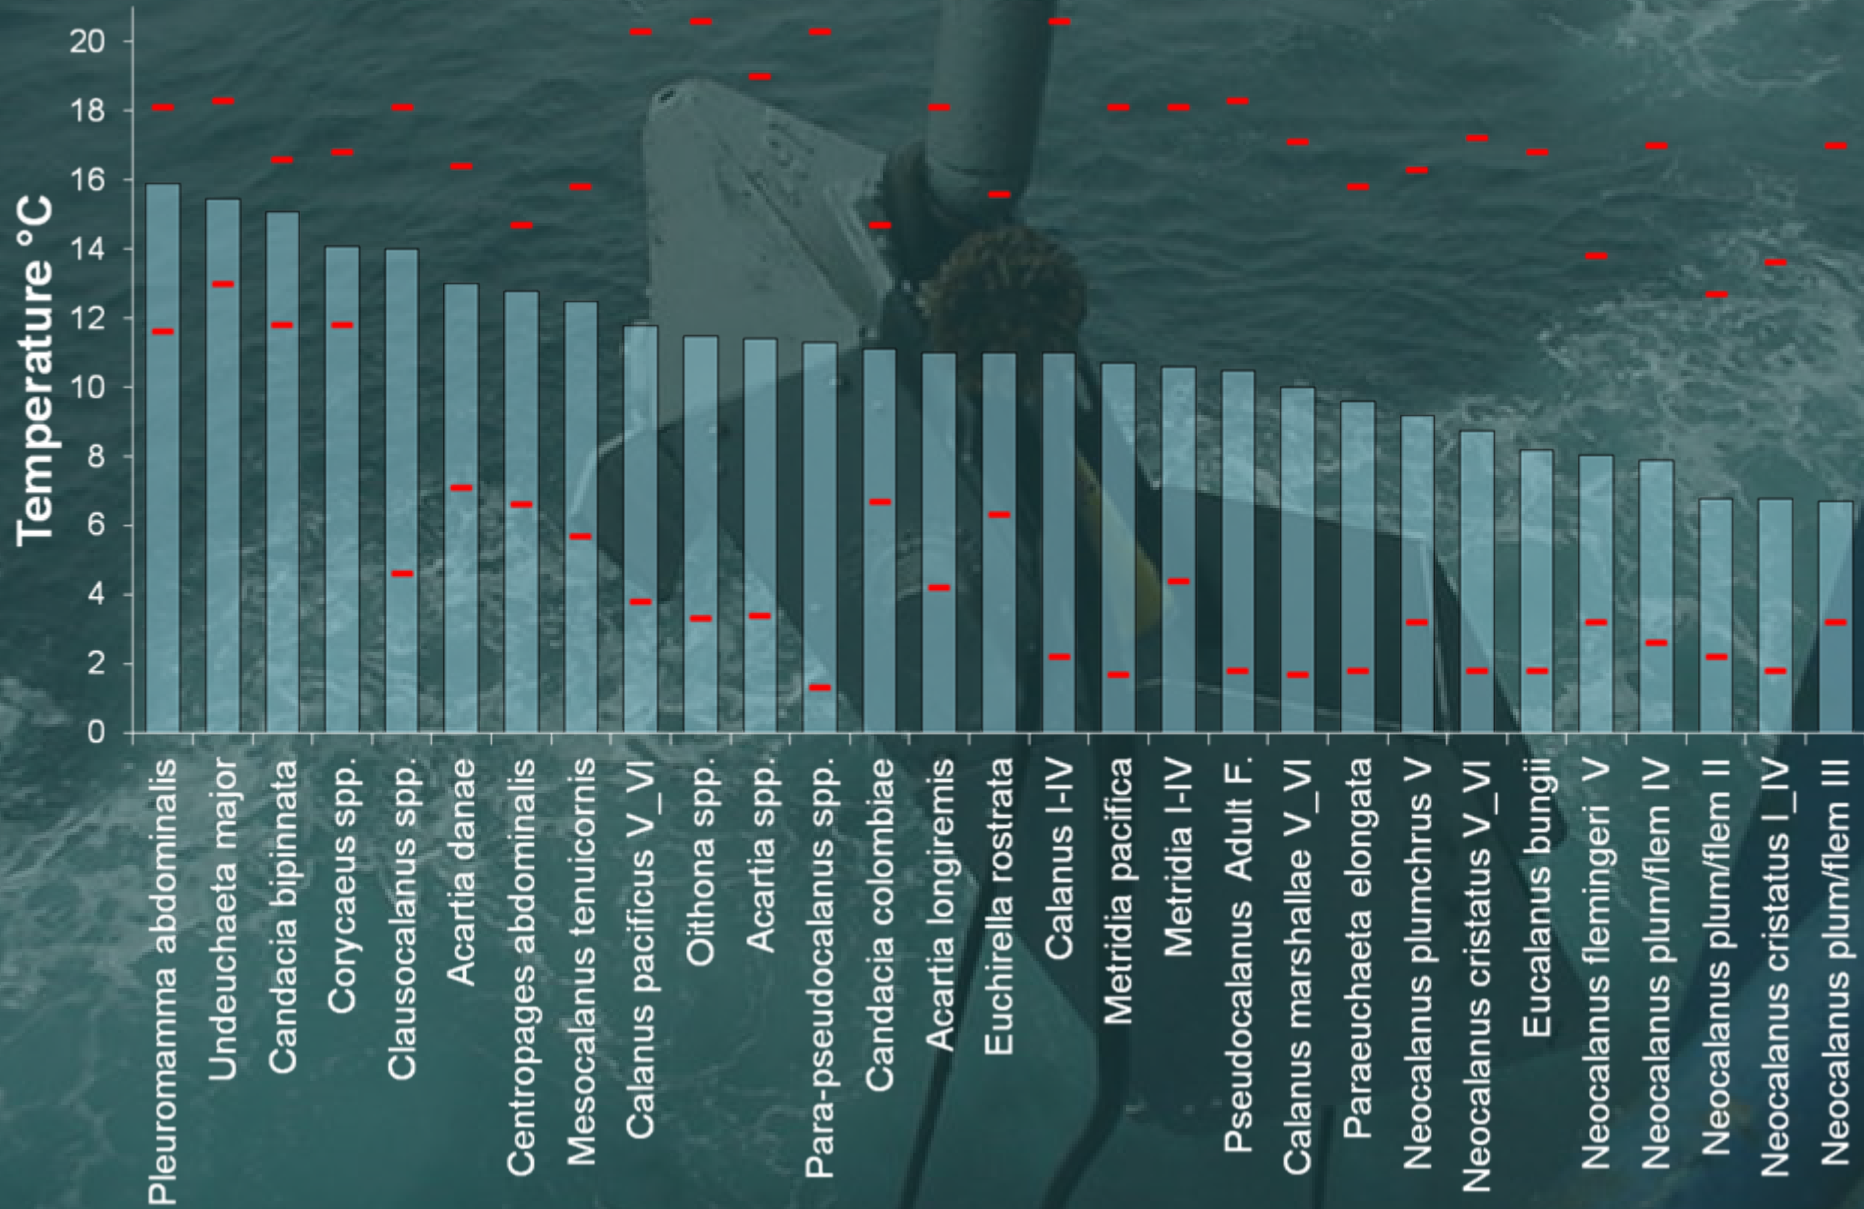 Temperature °C
20
18
16
14
12
10
8
6
4
2
0
Pleuromamma abdominalis
Undeuchaeta major
Candacia bipinnata
Corycaeus spp.
Clausocalanus spp.
Acartia danae
Centropages abdominalis
Mesocalanus tenuicornis
Calanus pacificus V_VI
Oithona spp.
Acartia spp.
Para-pseudocalanus spp.
Candacia colombiae
Acartia longiremis
Euchirella rostrata
Calanus I-IV
Metridia pacifica
Metridia I-IV
Pseudocalanus Adult F.
Calanus marshallae V_VI
Paraeuchaeta elongata
Neocalanus plumchrus V
Neocalanus cristatus V_VI
Eucalanus bungii
Neocalanus flemingeri V
Neocalanus plum/flem IV
Neocalanus plum/flem II
Neocalanus cristatus I_IV
Neocalanus plum/flem III